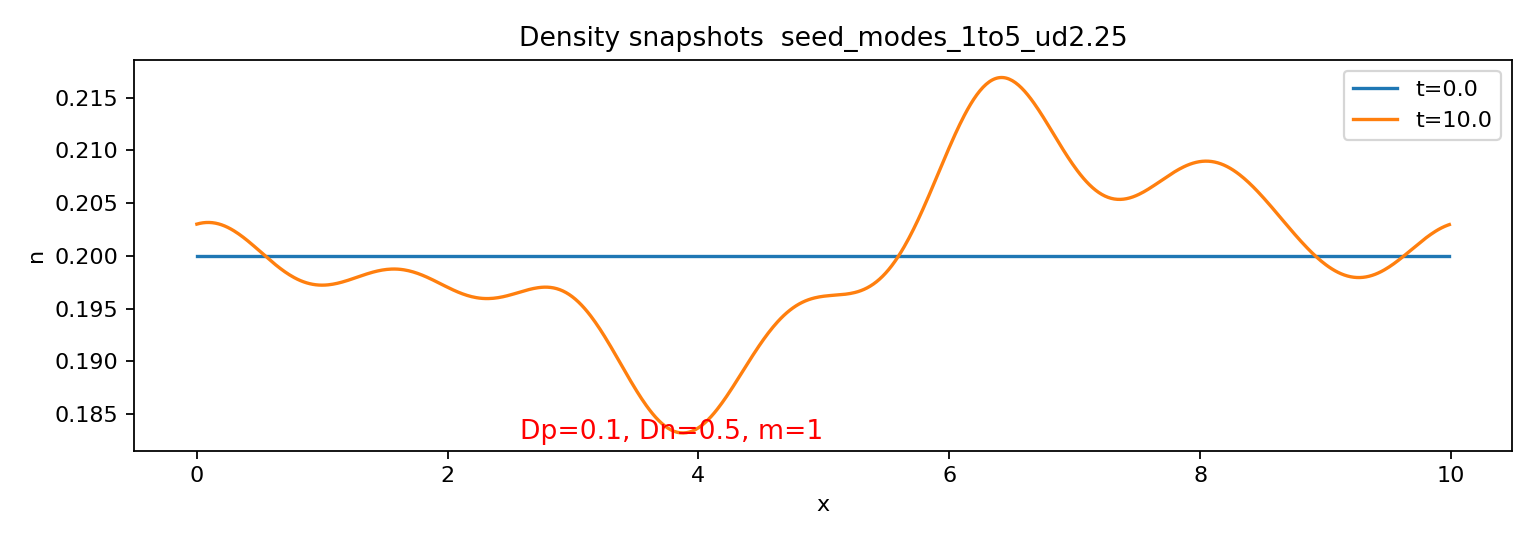 Density snapshots  seed_modes_1to5_ud2.25
t=0.0
t=10.0
n
0.215
0.210
0.205
0.200
0.195
0.190
0.185
Dp=0.1, Dn=0.5, m=1
0 2 4 6 8 10
x